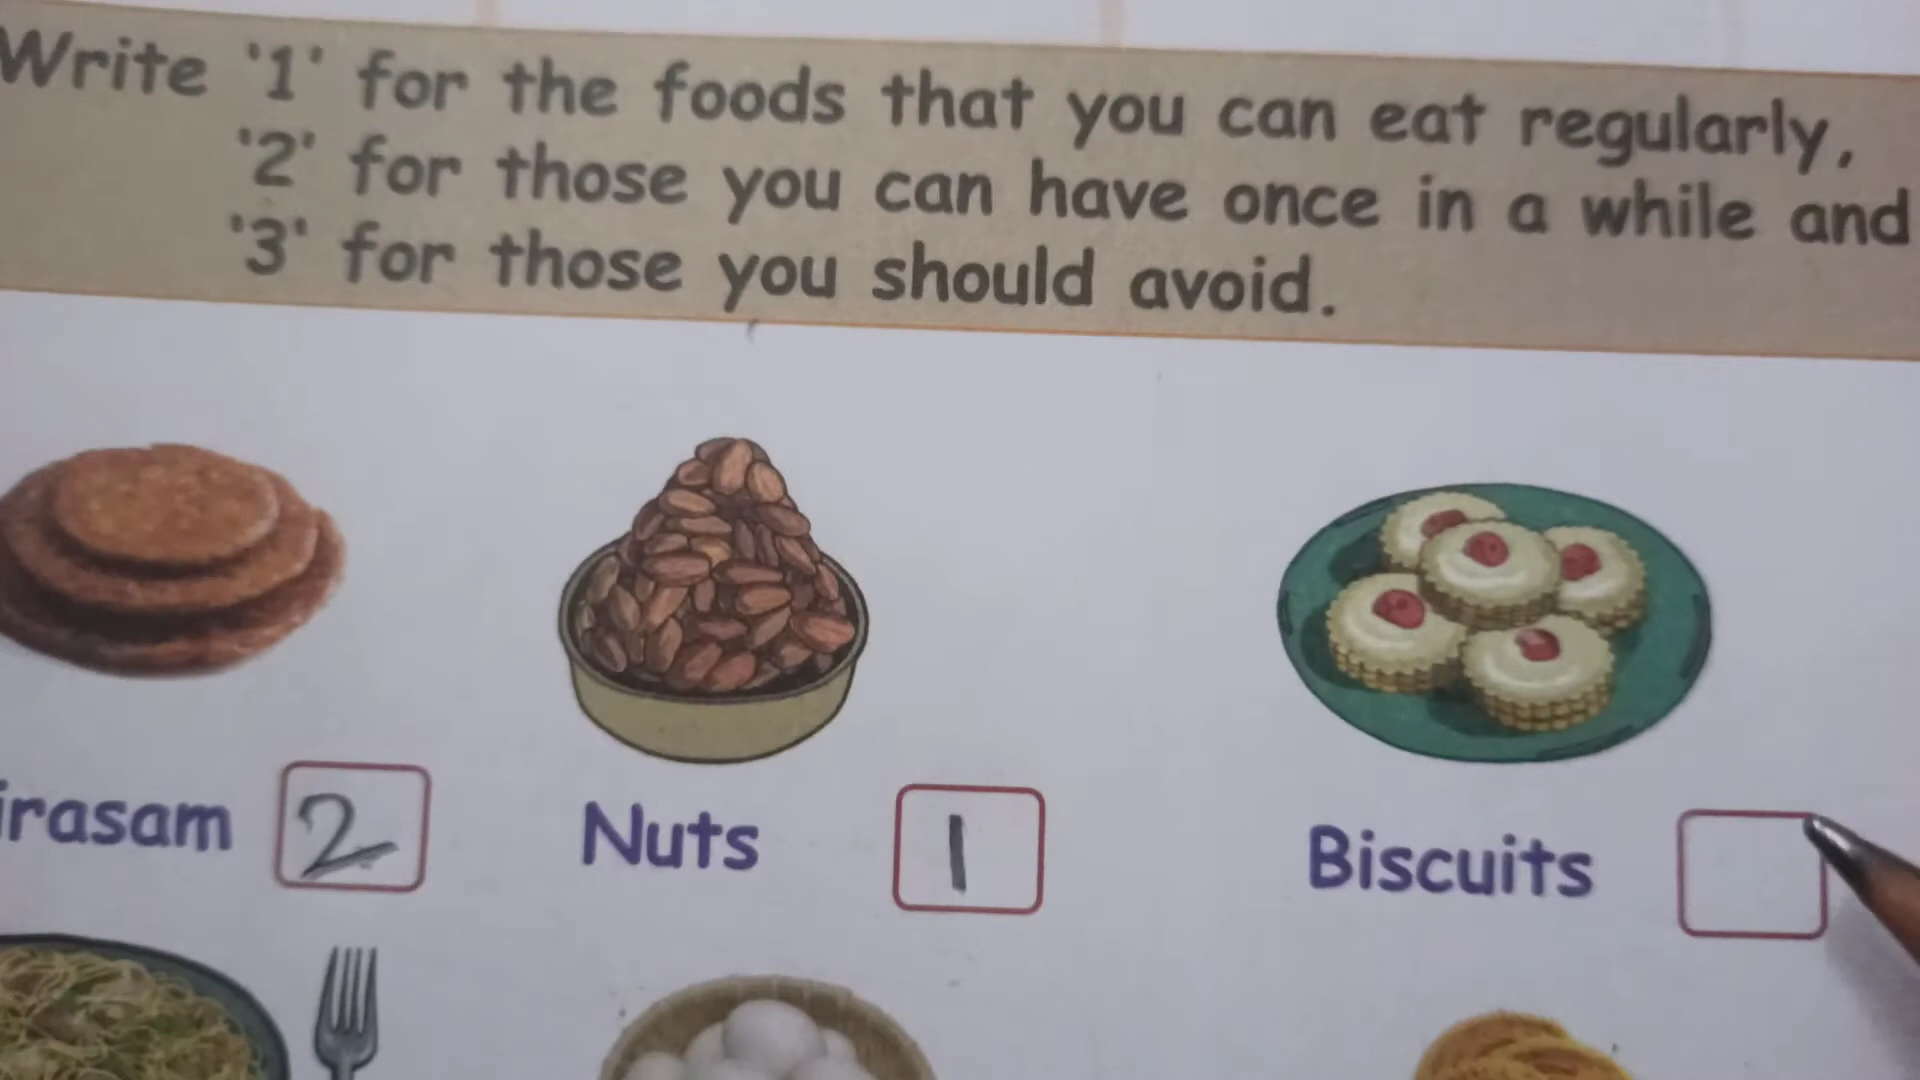 Write '1' for the foods that you can eat regularly,
'2' for those you can have once in a while and
'3' for those you should avoid.
irasam 2 Nuts 1 Biscuits